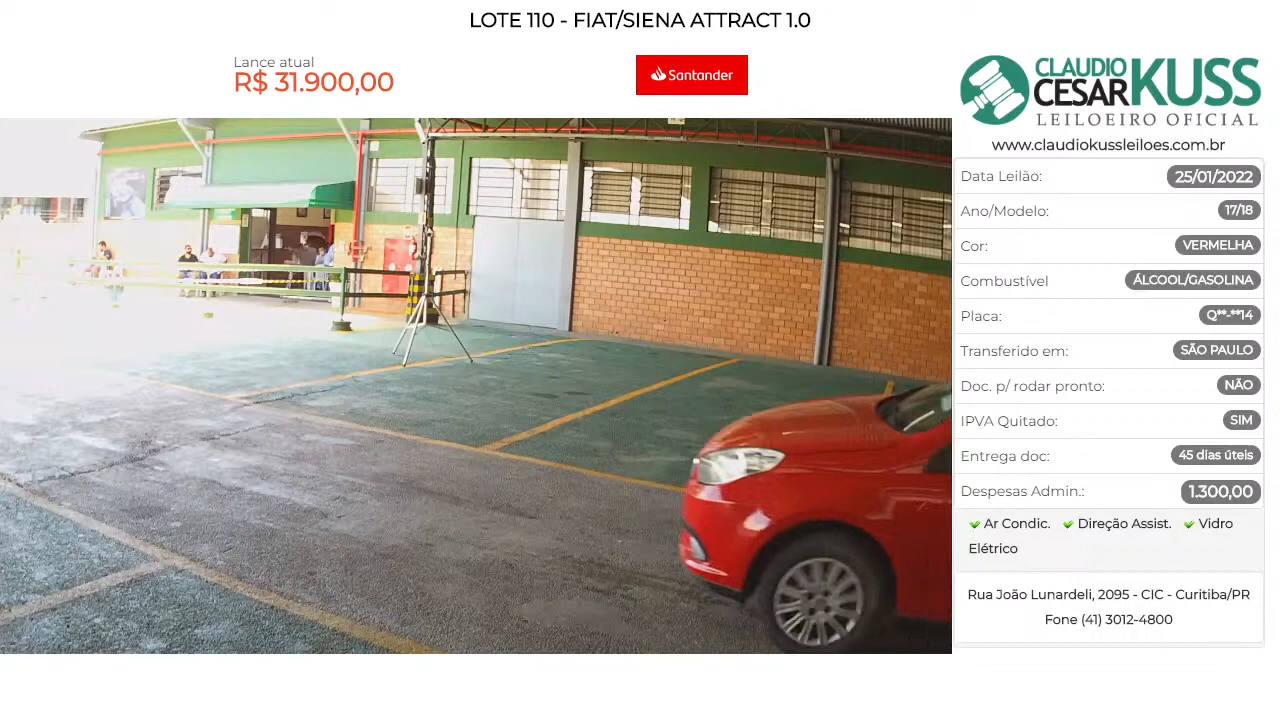 LOTE 110 - FIAT/SIENA ATTRACT 1.0
Lance atual
R$ 31.900,00
Santander
CLAUDIO
CESAR
KUSS
LEILOEIRO OFICIAL
www.claudiokussleiloes.com.br
Data Leilão: 25/01/2022
Ano/Modelo: 17/18
Cor: VERMELHA
Combustível ÁLCOOL/GASOLINA
Placa: Q**-**14
Transferido em: SÃO PAULO
Doc. p/ rodar pronto: NÃO
IPVA Quitado: SIM
Entrega doc: 45 dias úteis
Despesas Admin.: 1.300,00
Ar Condic. Direção Assist. Vidro
Elétrico
Rua João Lunardeli, 2095 - CIC - Curitiba/PR
Fone (41) 3012-4800